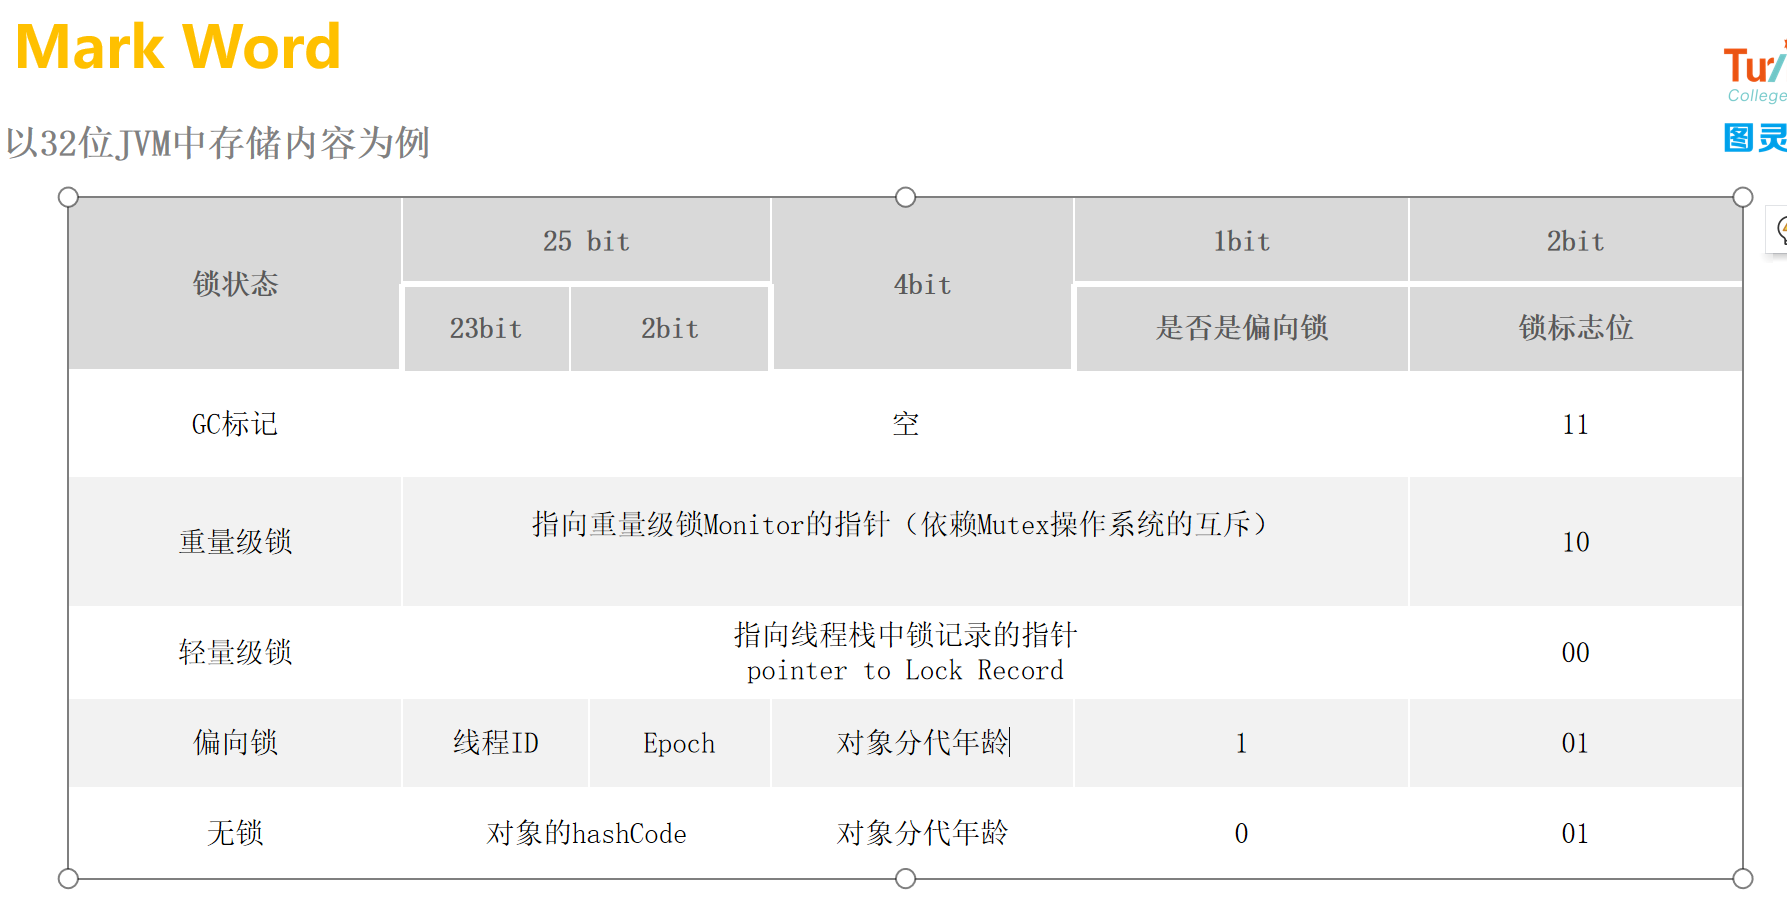 Mark Word
Tur
College
图灵
以32位JVM中存储内容为例
锁状态
25 bit
4bit
1bit
2bit
23bit
2bit
是否是偏向锁
锁标志位
GC标记
空
11
重量级锁
指向重量级锁Monitor的指针（依赖Mutex操作系统的互斥）
10
轻量级锁
指向线程栈中锁记录的指针
pointer to Lock Record
00
偏向锁
线程ID
Epoch
对象分代年龄
1
01
无锁
对象的hashCode
对象分代年龄
0
01